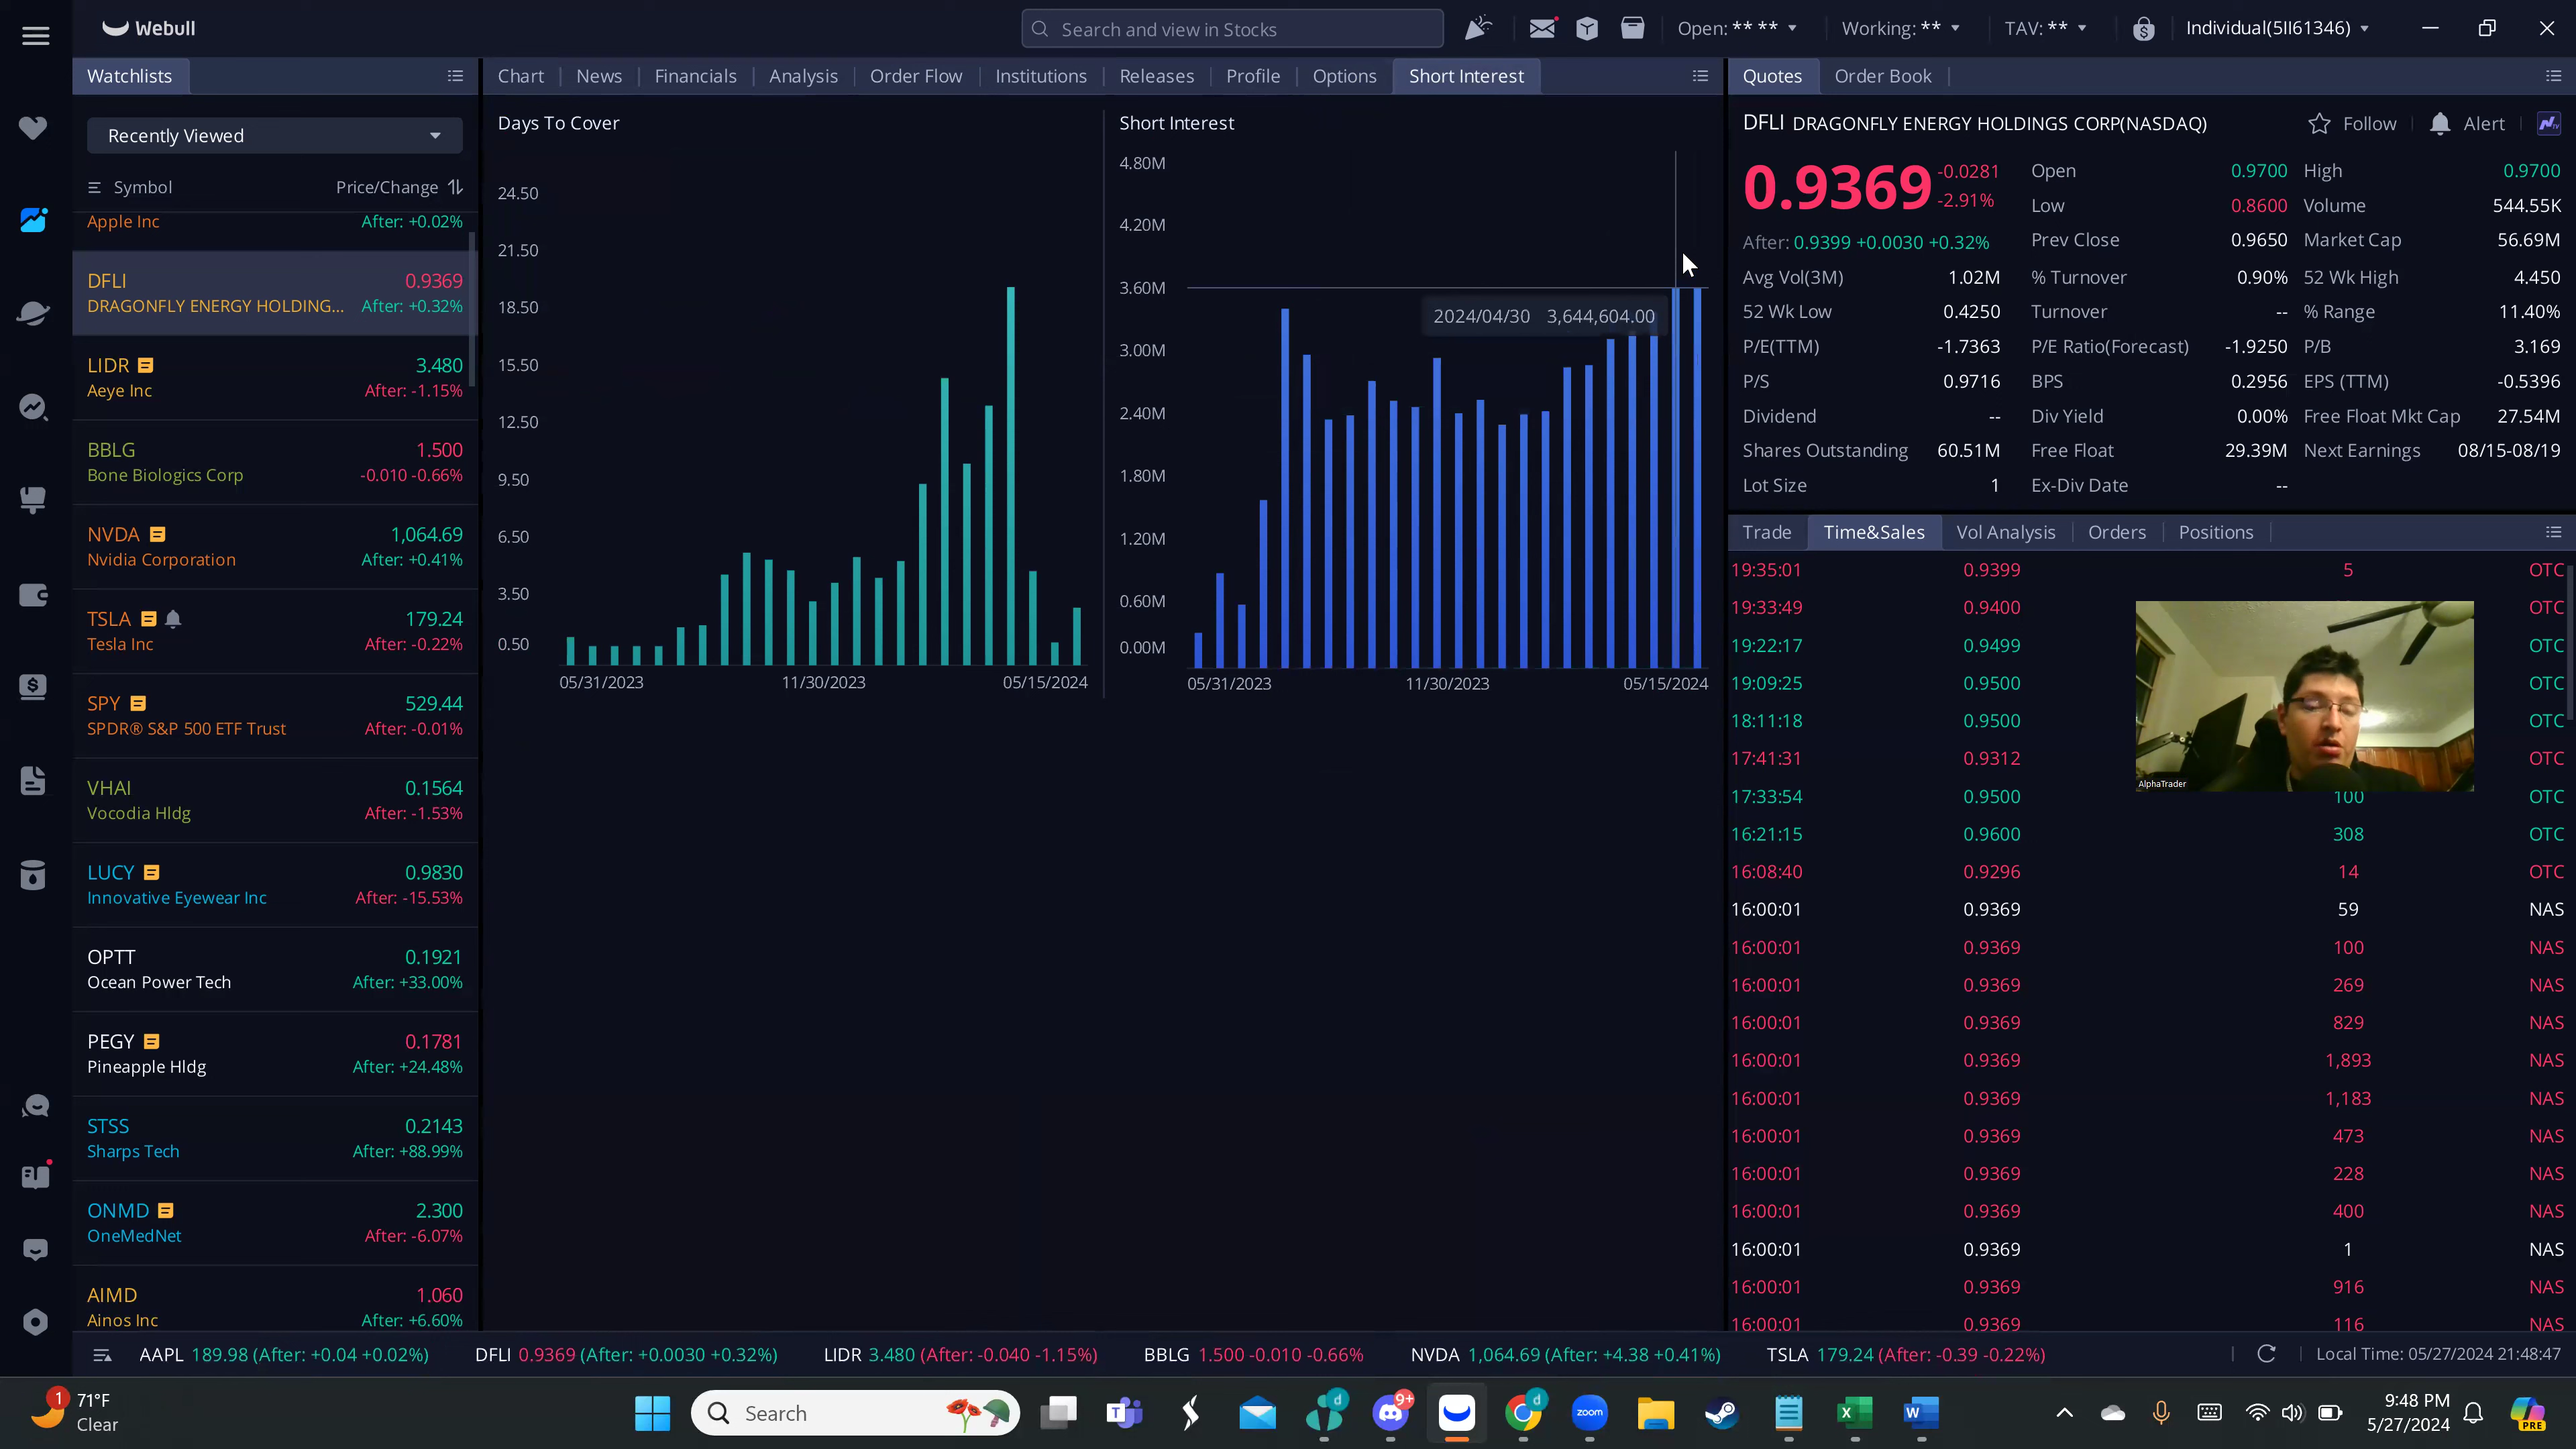 Webull
Search and view in Stocks
Open: ** **
Working: **
TAV: **
Individual(5II61346)
Watchlists
Chart News Financials Analysis Order Flow Institutions Releases Profile Options Short Interest
Quotes Order Book
Recently Viewed
Symbol Price/Change
Apple Inc After: +0.02%
DFLI 0.9369
DRAGONFLY ENERGY HOLDING... After: +0.32%
LIDR 3.480
Aeye Inc After: -1.15%
BBLG 1.500
Bone Biologics Corp -0.010 -0.66%
NVDA 1,064.69
Nvidia Corporation After: +0.41%
TSLA 179.24
Tesla Inc After: -0.22%
SPY 529.44
SPDR® S&P 500 ETF Trust After: -0.01%
VHAI 0.1564
Vocodia Hldg After: -1.53%
LUCY 0.9830
Innovative Eyewear Inc After: -15.53%
OPTT 0.1921
Ocean Power Tech After: +33.00%
PEGY 0.1781
Pineapple Hldg After: +24.48%
STSS 0.2143
Sharps Tech After: +88.99%
ONMD 2.300
OneMedNet After: -6.07%
AIMD 1.060
Ainos Inc After: +6.60%
Days To Cover
24.50
21.50
18.50
15.50
12.50
9.50
6.50
3.50
0.50
05/31/2023 11/30/2023 05/15/2024
Short Interest
4.80M
4.20M
3.60M
2024/04/30 3,644,604.00
3.00M
2.40M
1.80M
1.20M
0.60M
0.00M
05/31/2023 11/30/2023 05/15/2024
DFLI DRAGONFLY ENERGY HOLDINGS CORP(NASDAQ) Follow Alert
0.9369 -0.0281
-2.91%
After: 0.9399 +0.0030 +0.32%
Open 0.9700 High 0.9700
Low 0.8600 Volume 544.55K
Prev Close 0.9650 Market Cap 56.69M
Avg Vol(3M) 1.02M % Turnover 0.90% 52 Wk High 4.450
52 Wk Low 0.4250 Turnover -- % Range 11.40%
P/E(TTM) -1.7363 P/E Ratio(Forecast) -1.9250 P/B 3.169
P/S 0.9716 BPS 0.2956 EPS (TTM) -0.5396
Dividend -- Div Yield 0.00% Free Float Mkt Cap 27.54M
Shares Outstanding 60.51M Free Float 29.39M Next Earnings 08/15-08/19
Lot Size 1 Ex-Div Date --
Trade Time&Sales Vol Analysis Orders Positions
19:35:01 0.9399 5 OTC
19:33:49 0.9400 OTC
19:22:17 0.9499 OTC
19:09:25 0.9500 OTC
18:11:18 0.9500 OTC
17:41:31 0.9312 OTC
AlphaTrader
17:33:54 0.9500 100 OTC
16:21:15 0.9600 308 OTC
16:08:40 0.9296 14 OTC
16:00:01 0.9369 59 NAS
16:00:01 0.9369 100 NAS
16:00:01 0.9369 269 NAS
16:00:01 0.9369 829 NAS
16:00:01 0.9369 1,893 NAS
16:00:01 0.9369 1,183 NAS
16:00:01 0.9369 473 NAS
16:00:01 0.9369 228 NAS
16:00:01 0.9369 400 NAS
16:00:01 0.9369 1 NAS
16:00:01 0.9369 916 NAS
16:00:01 0.9369 116 NAS
AAPL 189.98 (After: +0.04 +0.02%) DFLI 0.9369 (After: +0.0030 +0.32%) LIDR 3.480 (After: -0.040 -1.15%) BBLG 1.500 -0.010 -0.66% NVDA 1,064.69 (After: +4.38 +0.41%) TSLA 179.24 (After: -0.39 -0.22%) Local Time: 05/27/2024 21:48:47
1
71°F
Clear
Search
9+
zoom
PRE
9:48 PM
5/27/2024